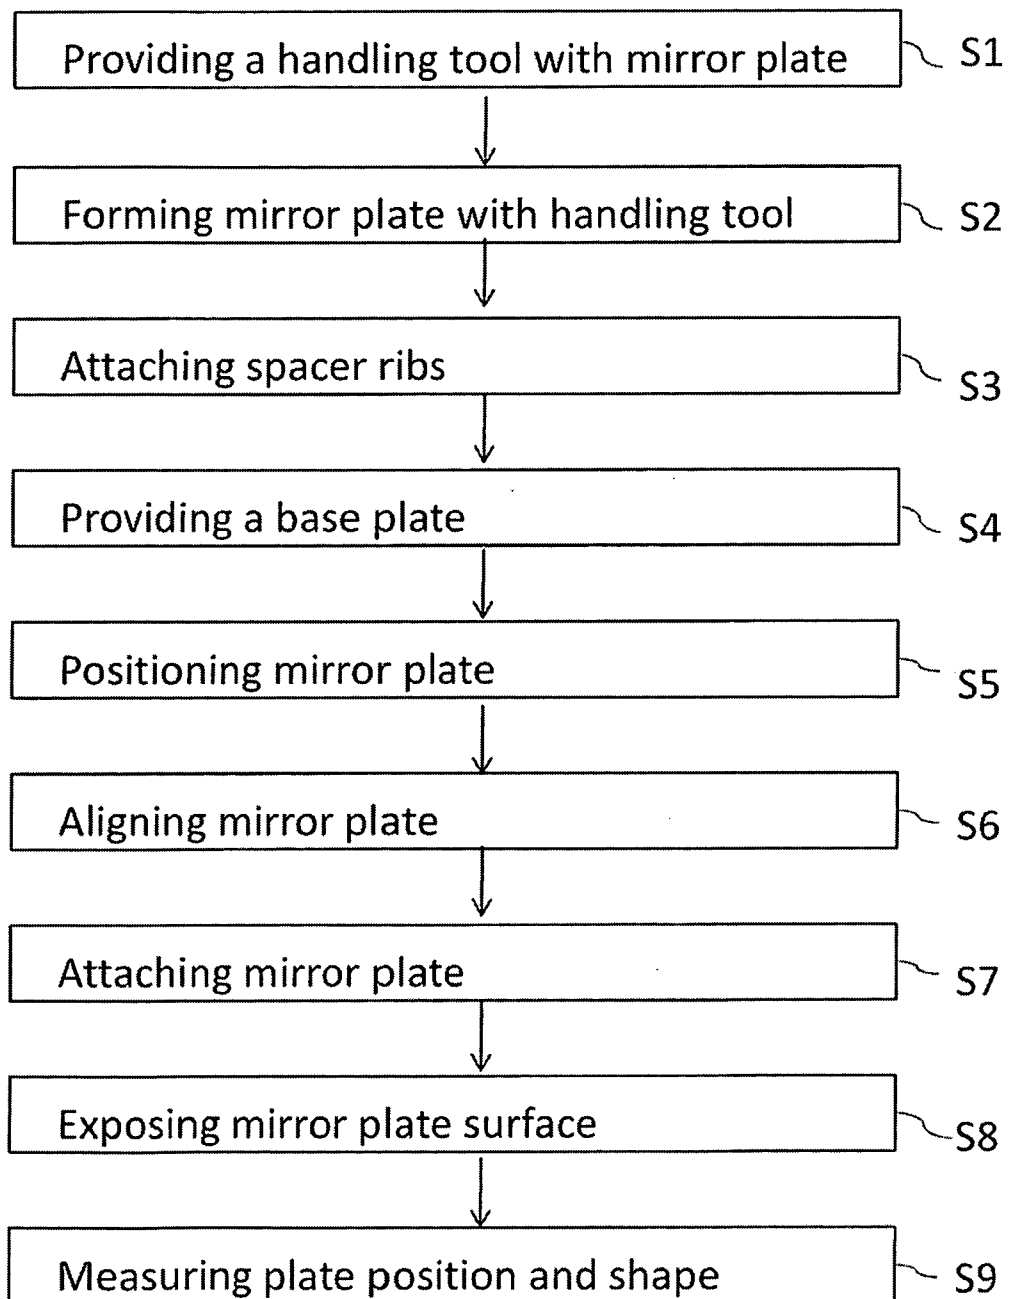 Providing a handling tool with mirror plate S1
Forming mirror plate with handling tool S2
Attaching spacer ribs S3
Providing a base plate S4
Positioning mirror plate S5
Aligning mirror plate S6
Attaching mirror plate S7
Exposing mirror plate surface S8
Measuring plate position and shape S9